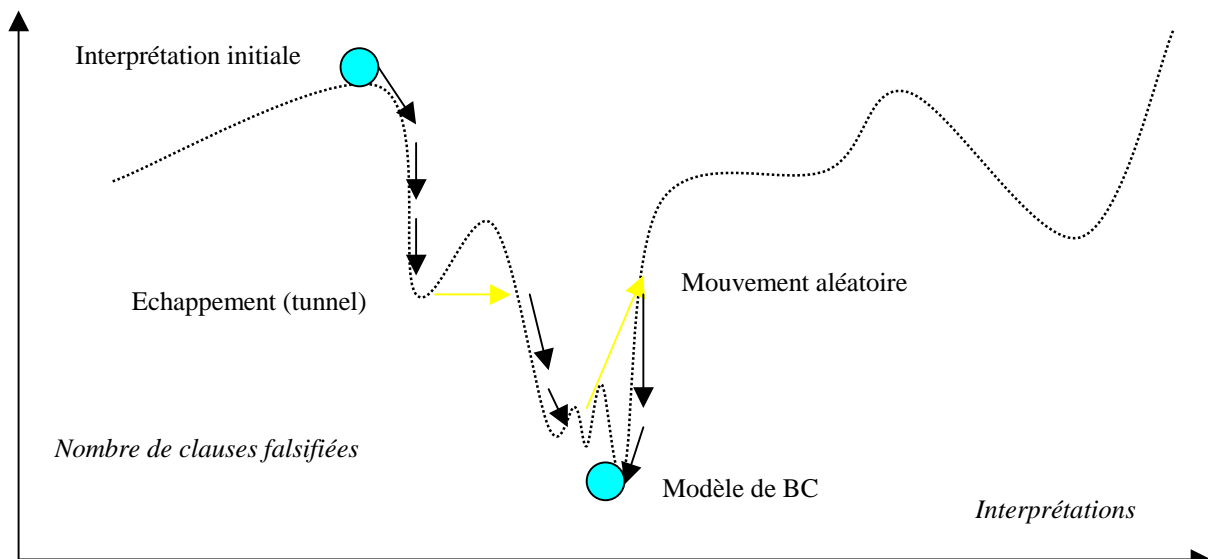 Interprétation initiale
Echappement (tunnel)
Mouvement aléatoire
Nombre de clauses falsifiées
Modèle de BC
Interprétations